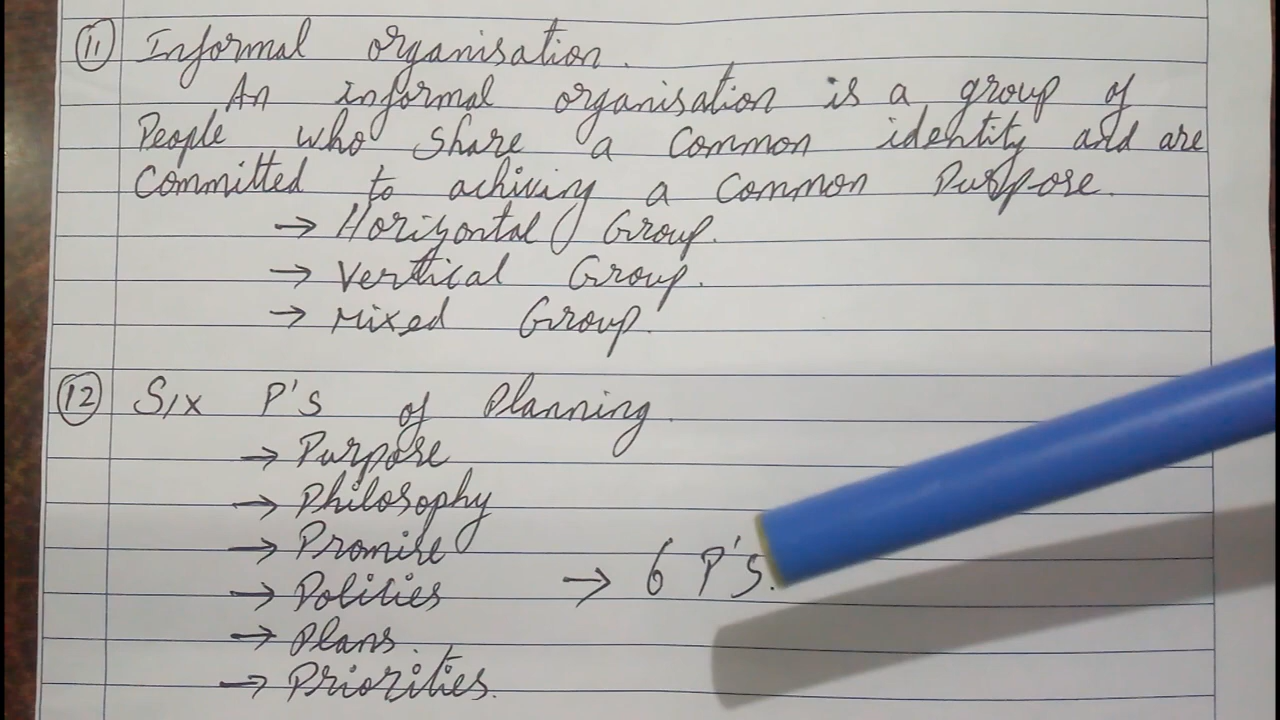 11 Informal organisation.
An informal organisation is a group of
People who share a common identity and are
Committed to achiving a common Purpose.
→ Horizontal Group.
→ Vertical Group.
→ Mixed Group.
12 Six P's of Planning.
→ Purpose
→ Philosophy
→ Promise
→ Polities → 6 P's.
→ Plans.
→ Priorities.